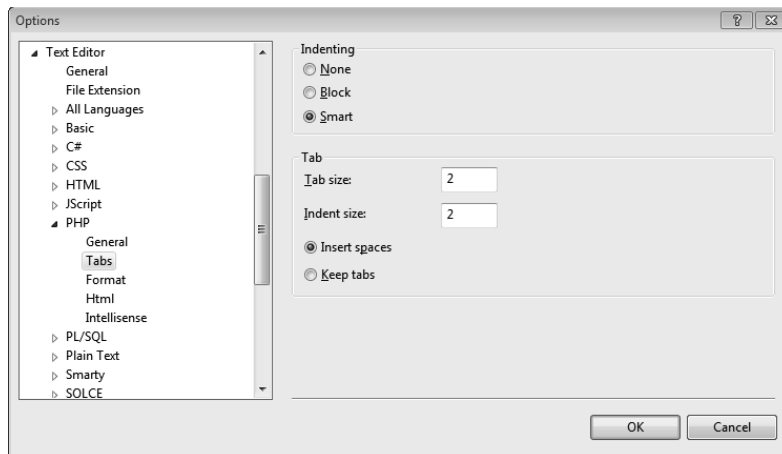 Options
Text Editor
General
File Extension
All Languages
Basic
C#
CSS
HTML
JScript
PHP
General
Tabs
Format
Html
Intellisense
PL/SQL
Plain Text
Smarty
SOLCE
Indenting
None
Block
Smart
Tab
Tab size: 2
Indent size: 2
Insert spaces
Keep tabs
OK Cancel